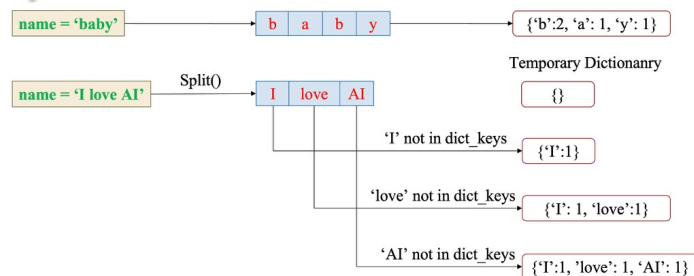 name = ‘baby’
b a b y
{‘b’:2, ‘a’: 1, ‘y’: 1}
Temporary Dictionanry
name = ‘I love AI’
Split()
I love AI
{}
‘I’ not in dict_keys
{‘I’:1}
‘love’ not in dict_keys
{‘I’: 1, ‘love’:1}
‘AI’ not in dict_keys
{‘I’:1, ’love’: 1, ‘AI’: 1}